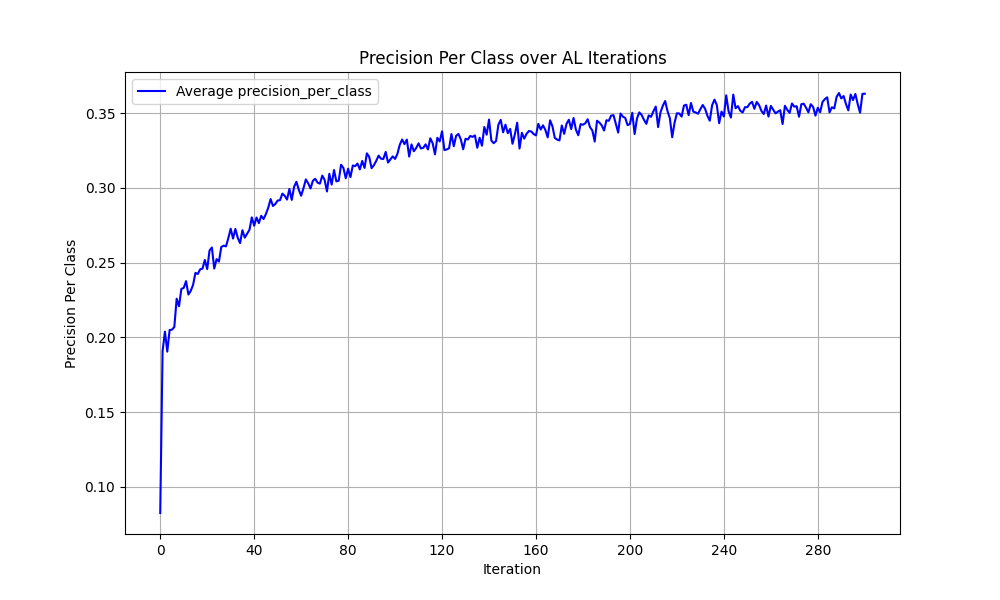 Precision Per Class over AL Iterations
Average precision_per_class
Precision Per Class
0.35
0.30
0.25
0.20
0.15
0.10
0 40 80 120 160 200 240 280
Iteration